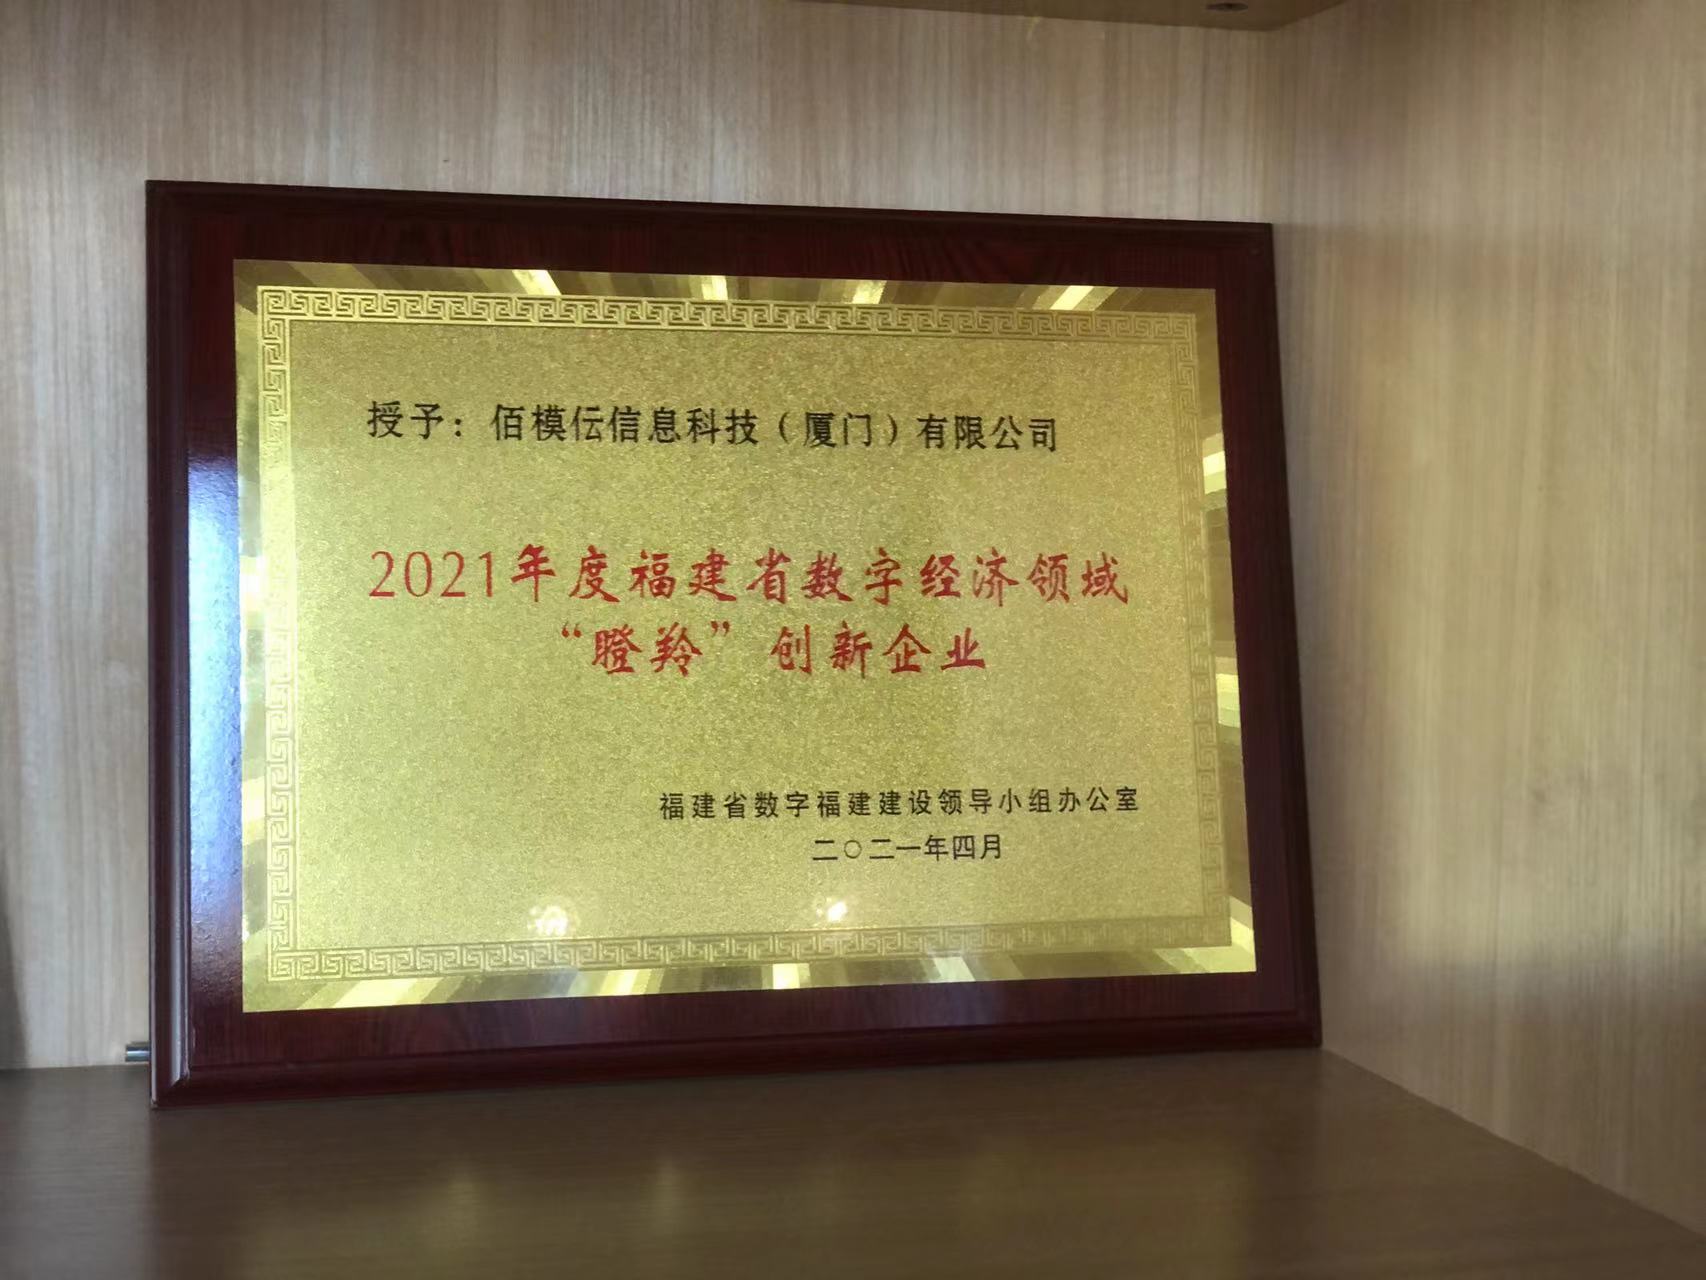 授予：佰模伝信息科技（厦门）有限公司
2021年度福建省数字经济领域
“瞪羚”创新企业
福建省数字福建建设领导小组办公室
二〇二一年四月